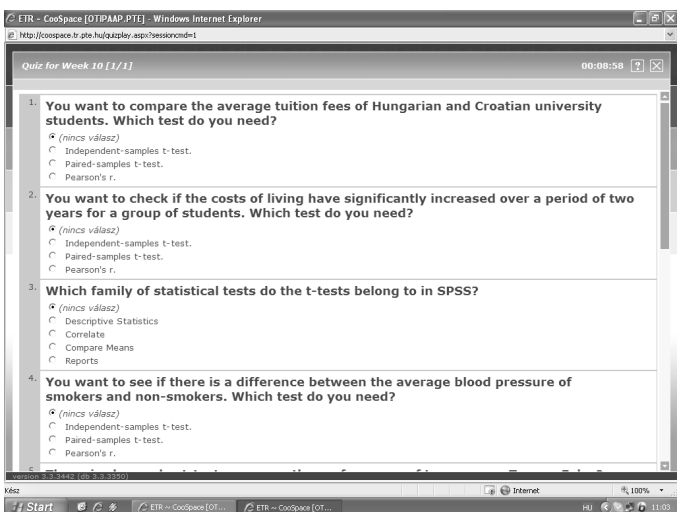 ETR - CooSpace [OTIPAAP.PTE] - Windows Internet Explorer
http://coospace.tr.pte.hu/quizplay.aspx?sessioncmd=1
Quiz for Week 10 [1/1]
00:08:58 ?
1. You want to compare the average tuition fees of Hungarian and Croatian university
students. Which test do you need?
(nincs válasz)
Independent-samples t-test.
Paired-samples t-test.
Pearson's r.
2. You want to check if the costs of living have significantly increased over a period of two
years for a group of students. Which test do you need?
(nincs válasz)
Independent-samples t-test.
Paired-samples t-test.
Pearson's r.
3. Which family of statistical tests do the t-tests belong to in SPSS?
(nincs válasz)
Descriptive Statistics
Correlate
Compare Means
Reports
4. You want to see if there is a difference between the average blood pressure of
smokers and non-smokers. Which test do you need?
(nincs válasz)
Independent-samples t-test.
Paired-samples t-test.
Pearson's r.
5.
version 3.3.3442 (db 3.3.3350)
Kész
Internet
100%
Start
ETR ~ CooSpace [OT...
ETR ~ CooSpace [OT...
HU
11:03